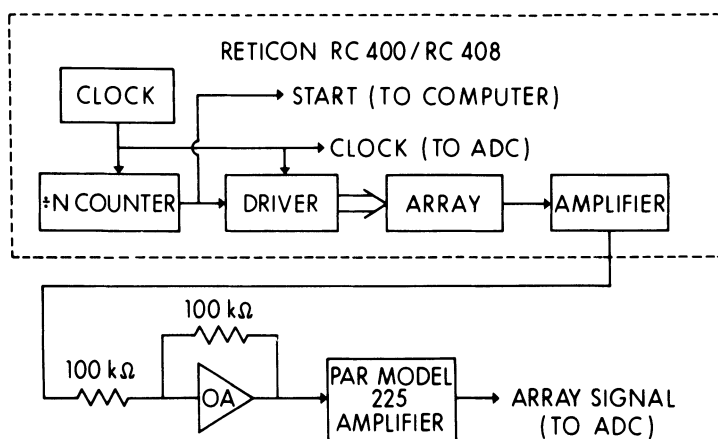 RETICON RC 400 / RC 408
CLOCK
START (TO COMPUTER)
CLOCK (TO ADC)
÷N COUNTER
DRIVER
ARRAY
AMPLIFIER
100 kΩ
100 kΩ
OA
PAR MODEL
225
AMPLIFIER
ARRAY SIGNAL
(TO ADC)